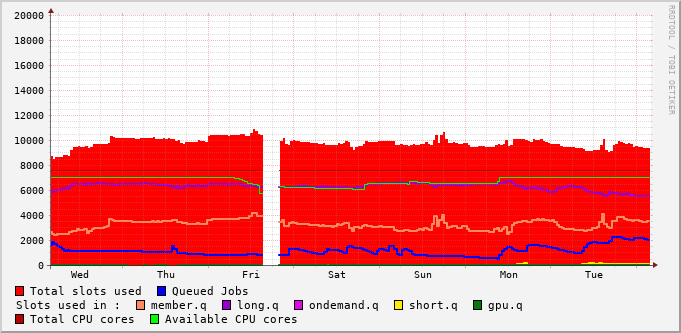 RRDTOOL / TOBI OETIKER
20000
18000
16000
14000
12000
10000
8000
6000
4000
2000
0
Wed Thu Fri Sat Sun Mon Tue
Total slots used Queued Jobs
Slots used in : member.q long.q ondemand.q short.q gpu.q
Total CPU cores Available CPU cores